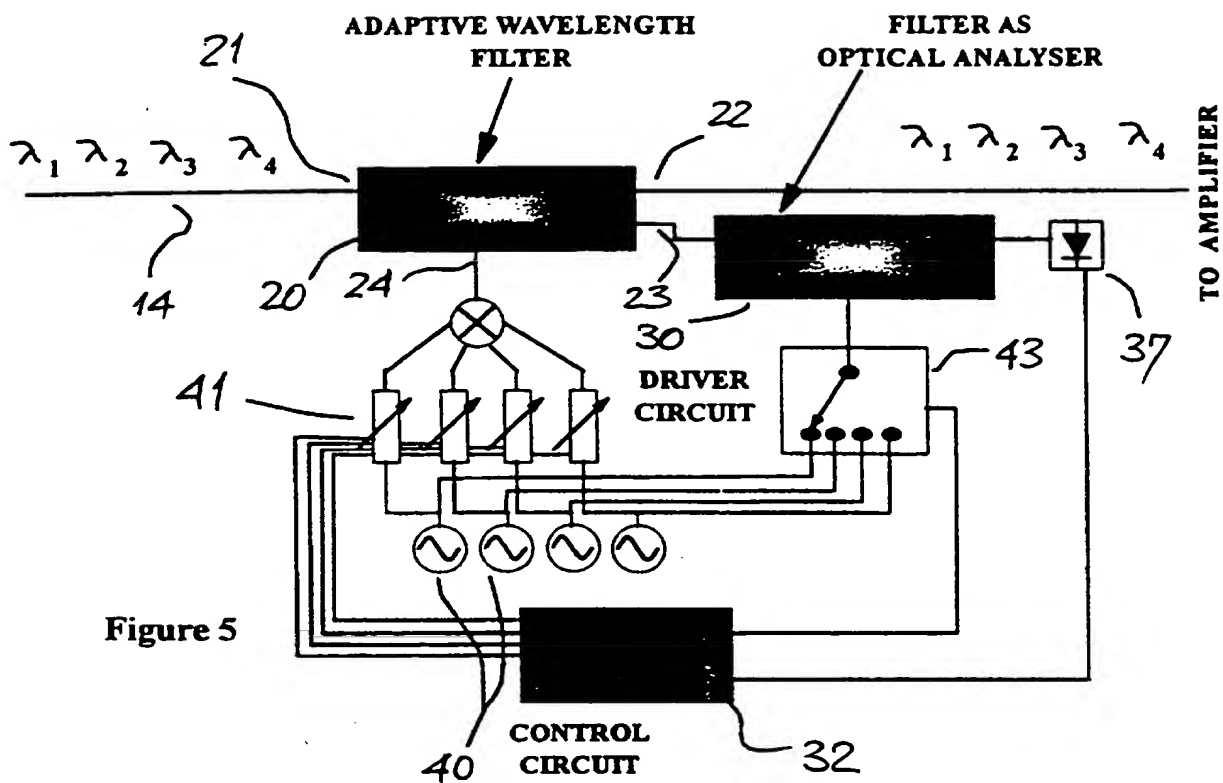 ADAPTIVE WAVELENGTH
FILTER
FILTER AS
OPTICAL ANALYSER
21
22
λ1 λ2 λ3 λ4
λ1 λ2 λ3 λ4
TO AMPLIFIER
14
20
24
23
30
37
43
41
DRIVER
CIRCUIT
Figure 5
40
CONTROL
CIRCUIT
32